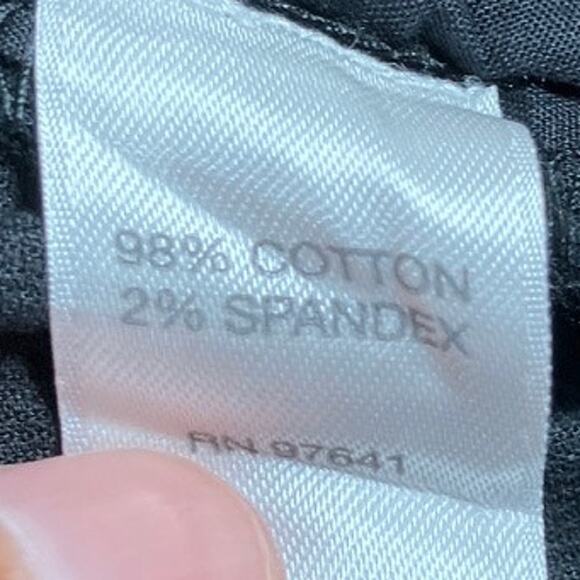 98% COTTON
2% SPANDEX
RN 97641